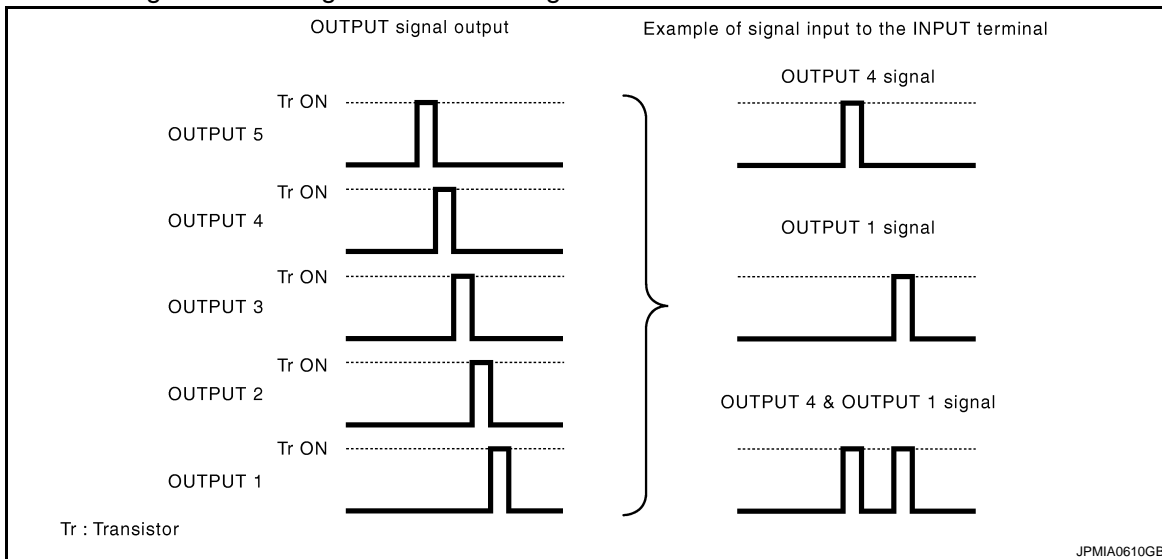 OUTPUT signal output
Example of signal input to the INPUT terminal
Tr ON
OUTPUT 5
Tr ON
OUTPUT 4
Tr ON
OUTPUT 3
Tr ON
OUTPUT 2
Tr ON
OUTPUT 1
OUTPUT 4 signal
OUTPUT 1 signal
OUTPUT 4 & OUTPUT 1 signal
Tr : Transistor
JPMIA0610GB